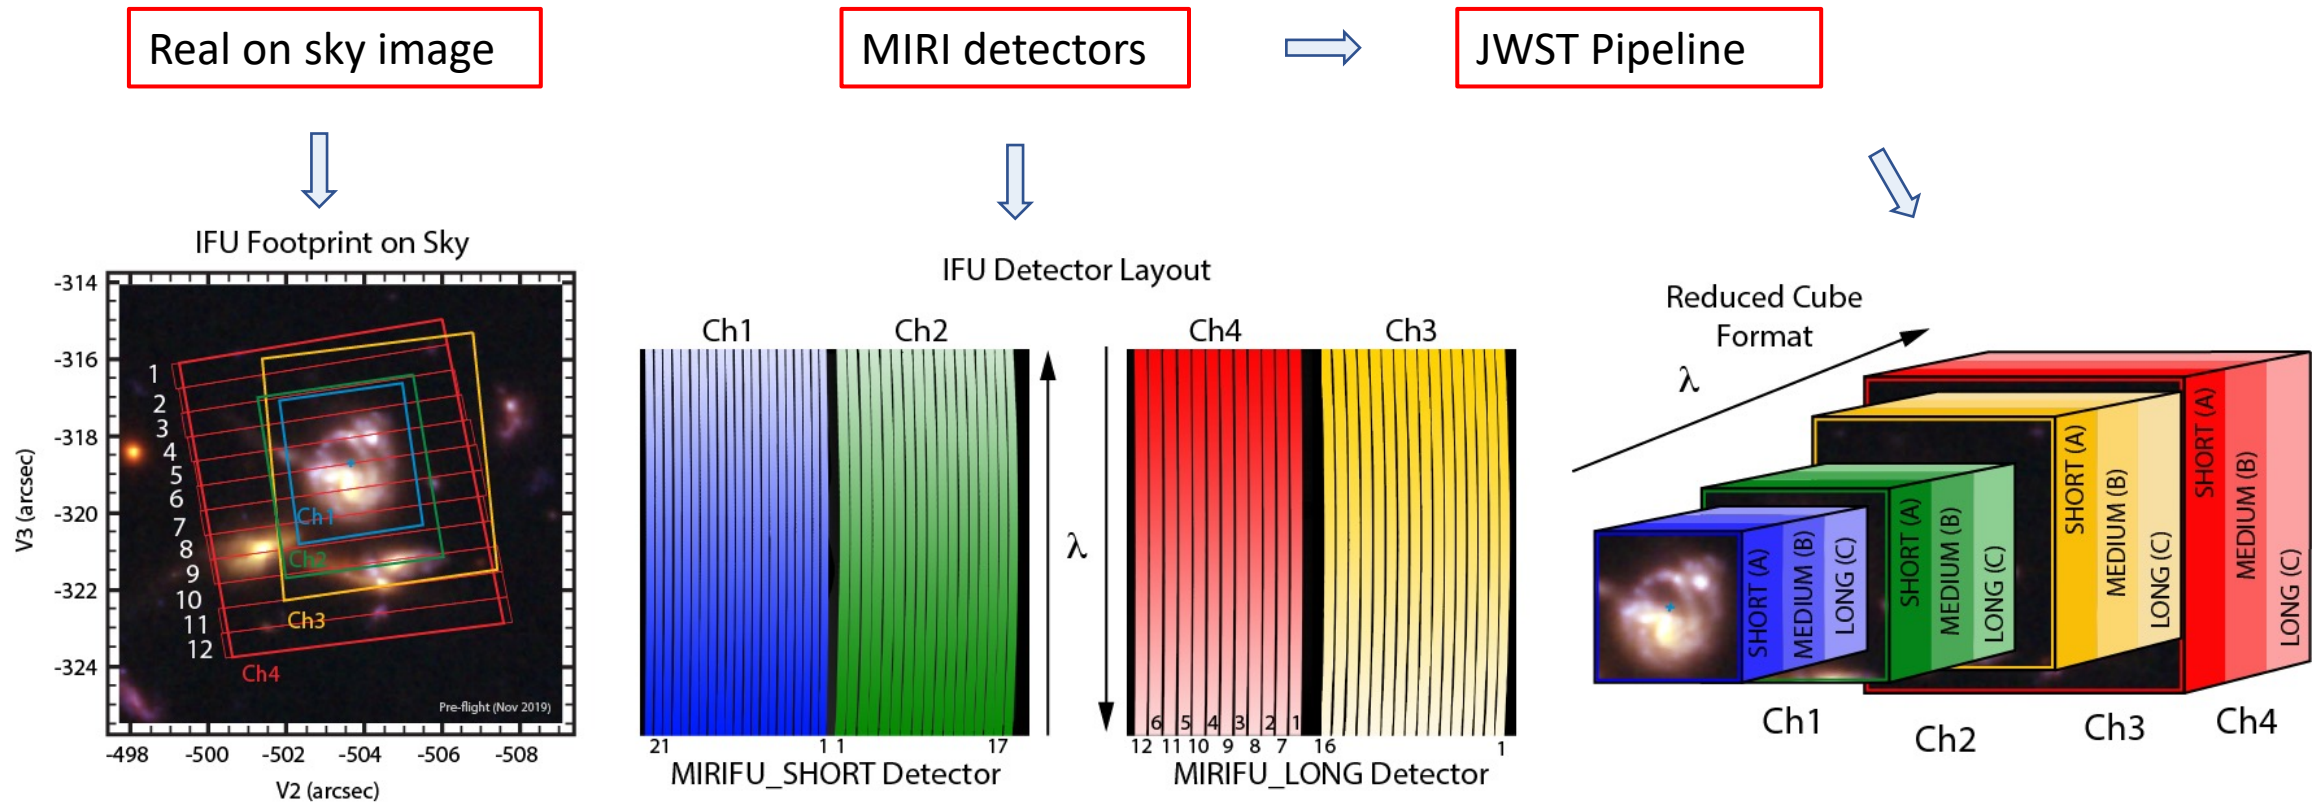 Real on sky image
MIRI detectors
JWST Pipeline
IFU Footprint on Sky
-314
-316
-318
-320
-322
-324
V3 (arcsec)
1
2
3
4
5
6
7
8
9
10
11
12
Ch1
Ch2
Ch3
Ch4
Pre-flight (Nov 2019)
-498 -500 -502 -504 -506 -508
V2 (arcsec)
IFU Detector Layout
Ch1 Ch2
21 1 1 17
MIRIFU_SHORT Detector
λ
Ch4 Ch3
6 5 4 3 2 1
12 11 10 9 8 7 16 1
MIRIFU_LONG Detector
Reduced Cube
Format
λ
SHORT (A)
MEDIUM (B)
LONG (C)
SHORT (A)
MEDIUM (B)
LONG (C)
SHORT (A)
MEDIUM (B)
LONG (C)
SHORT (A)
MEDIUM (B)
LONG (C)
Ch1
Ch2
Ch3
Ch4